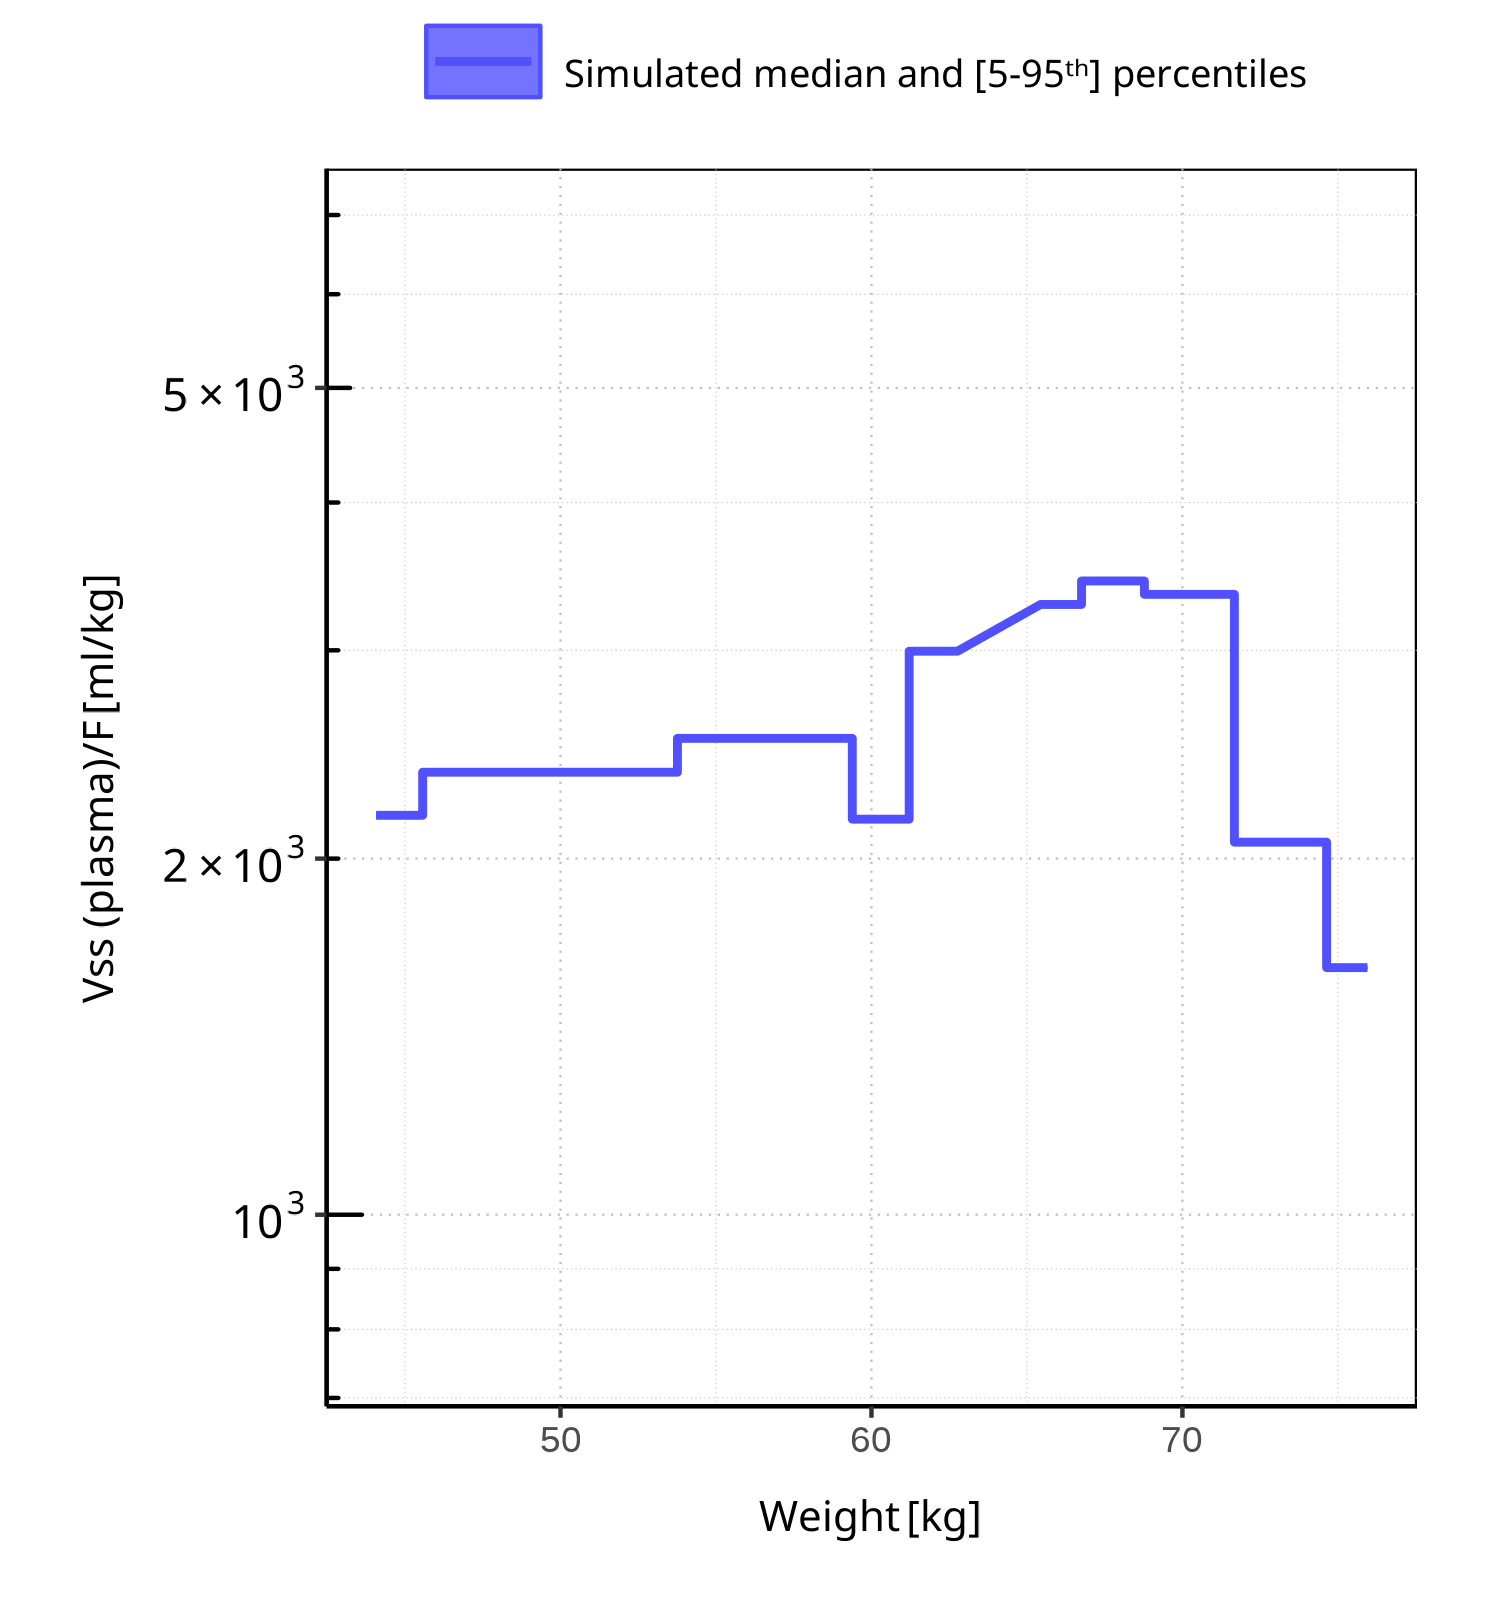 Simulated median and [5-95ᵗʰ] percentiles
5 × 10³
2 × 10³
10³
Vss (plasma)/F [ml/kg]
50 60 70
Weight [kg]